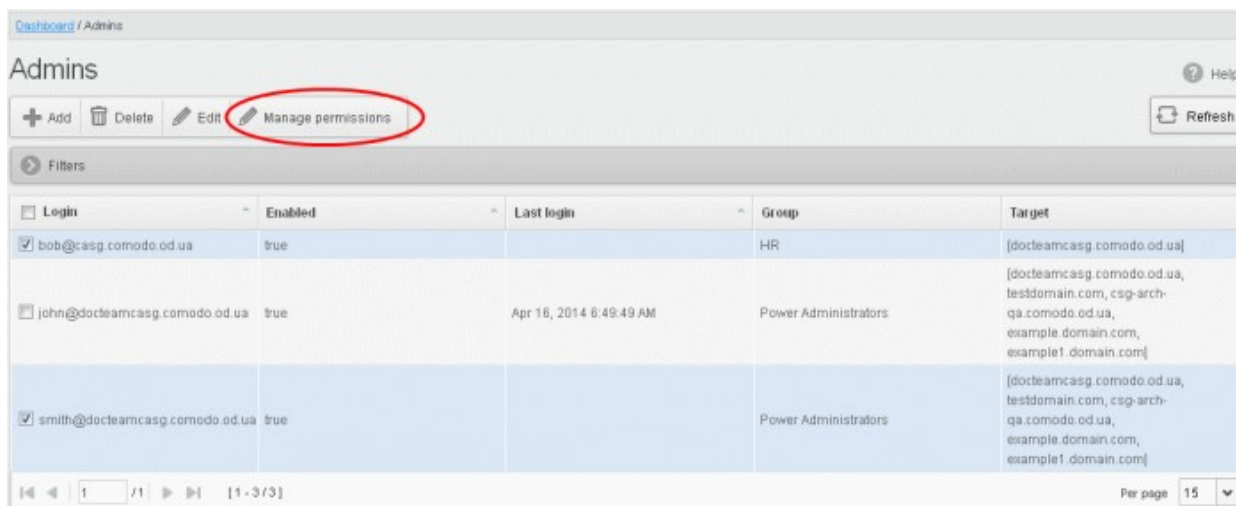 Dashboard / Admins
Admins
Help
Add Delete Edit Manage permissions
Refresh
Filters
Login Enabled Last login Group Target
bob@casg.comodo.od.ua true HR [docteamcasg.comodo.od.ua]
[docteamcasg.comodo.od.ua,
testdomain.com, csg-arch-
john@docteamcasg.comodo.od.ua true Apr 16, 2014 6:49:49 AM Power Administrators qa.comodo.od.ua,
example.domain.com,
example1.domain.com]
[docteamcasg.comodo.od.ua,
testdomain.com, csg-arch-
smith@docteamcasg.comodo.od.ua true Power Administrators qa.comodo.od.ua,
example.domain.com,
example1.domain.com]
1 /1 [1 - 3 / 3] Per page 15